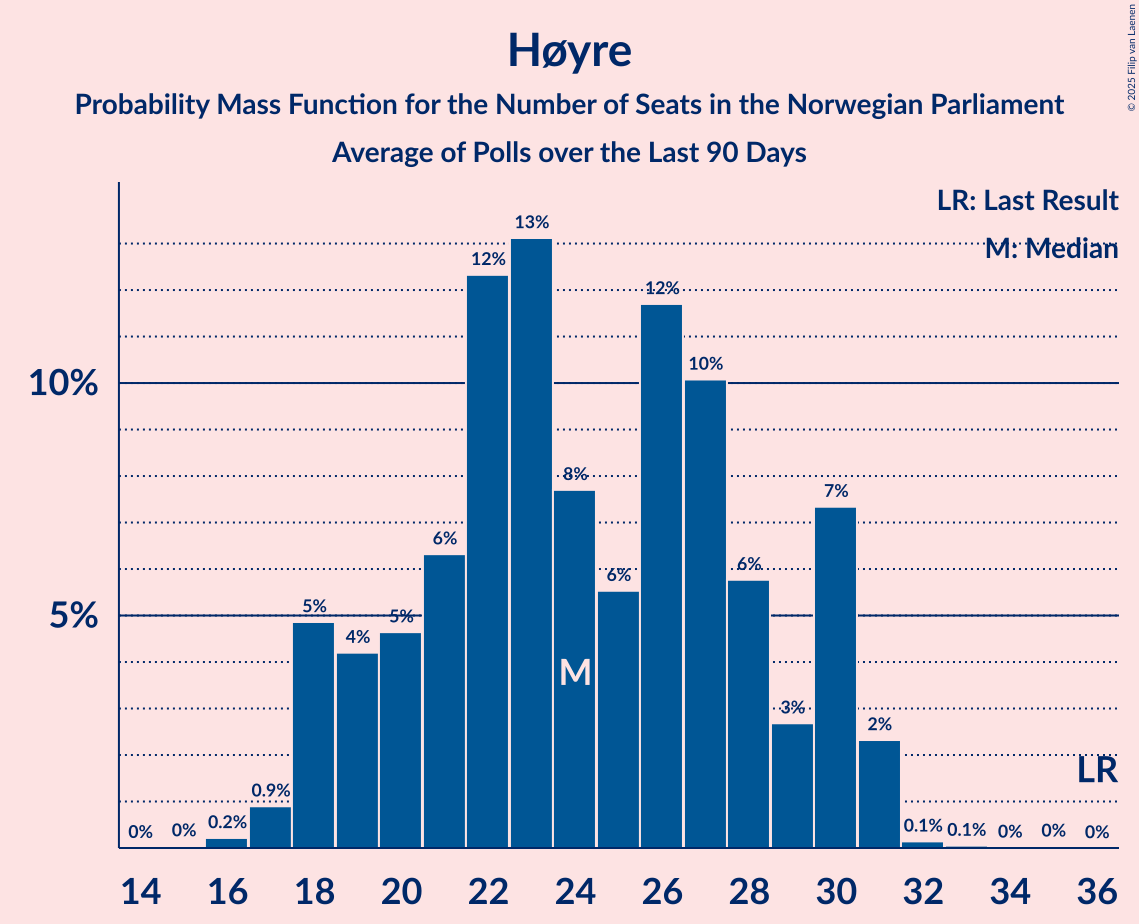 Høyre
Probability Mass Function for the Number of Seats in the Norwegian Parliament
Average of Polls over the Last 90 Days
© 2025 Filip van Laenen
LR: Last Result
M: Median
10%
5%
0%
0%
0.2%
0.9%
5%
4%
5%
6%
12%
13%
8%
6%
12%
10%
6%
3%
7%
2%
0.1%
0.1%
0%
0%
0%
M
LR
14 16 18 20 22 24 26 28 30 32 34 36